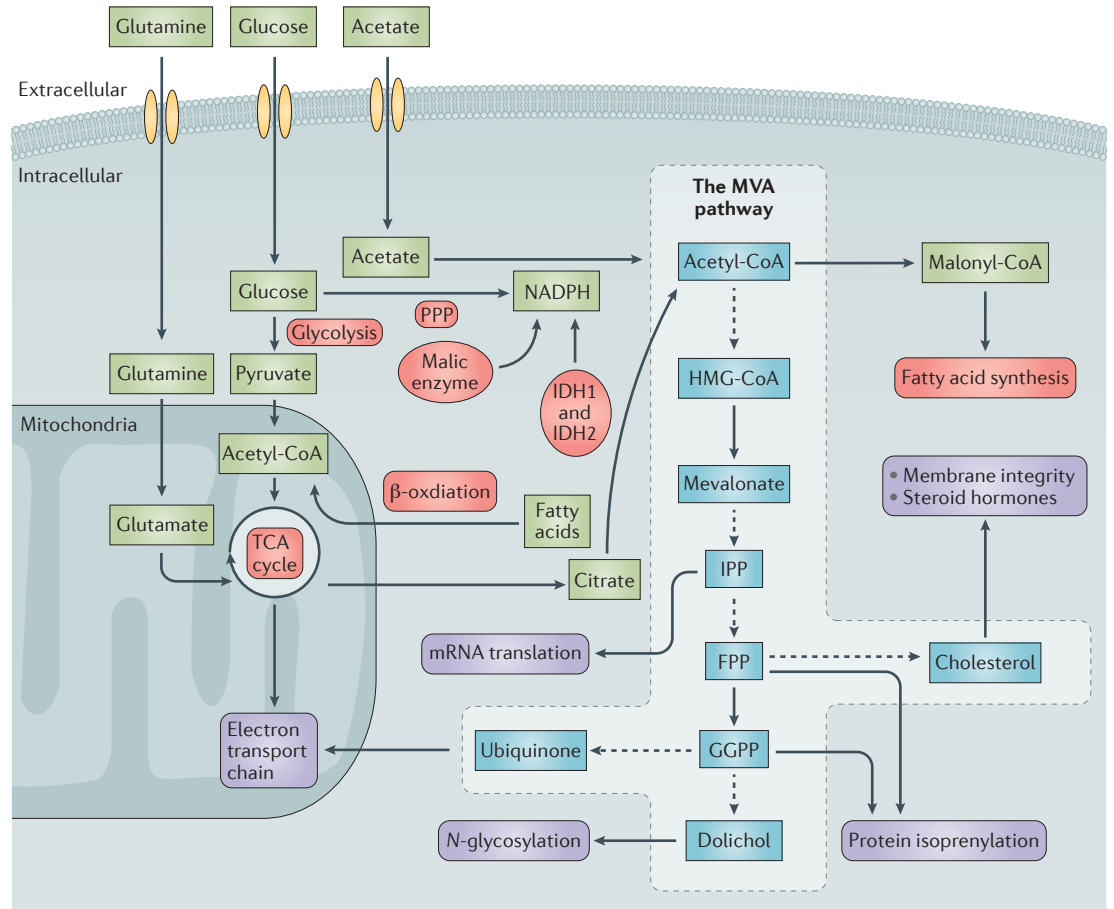 Glutamine
Glucose
Acetate
Extracellular
Intracellular
The MVA
pathway
Acetate
Acetyl-CoA
Malonyl-CoA
Glucose
NADPH
PPP
Glycolysis
Malic
enzyme
Glutamine
Pyruvate
HMG-CoA
Fatty acid synthesis
IDH1
and
IDH2
Mitochondria
Acetyl-CoA
β-oxdiation
Mevalonate
• Membrane integrity
• Steroid hormones
Glutamate
Fatty
acids
TCA
cycle
Citrate
IPP
mRNA translation
FPP
Cholesterol
Electron
transport
chain
Ubiquinone
GGPP
N-glycosylation
Dolichol
Protein isoprenylation